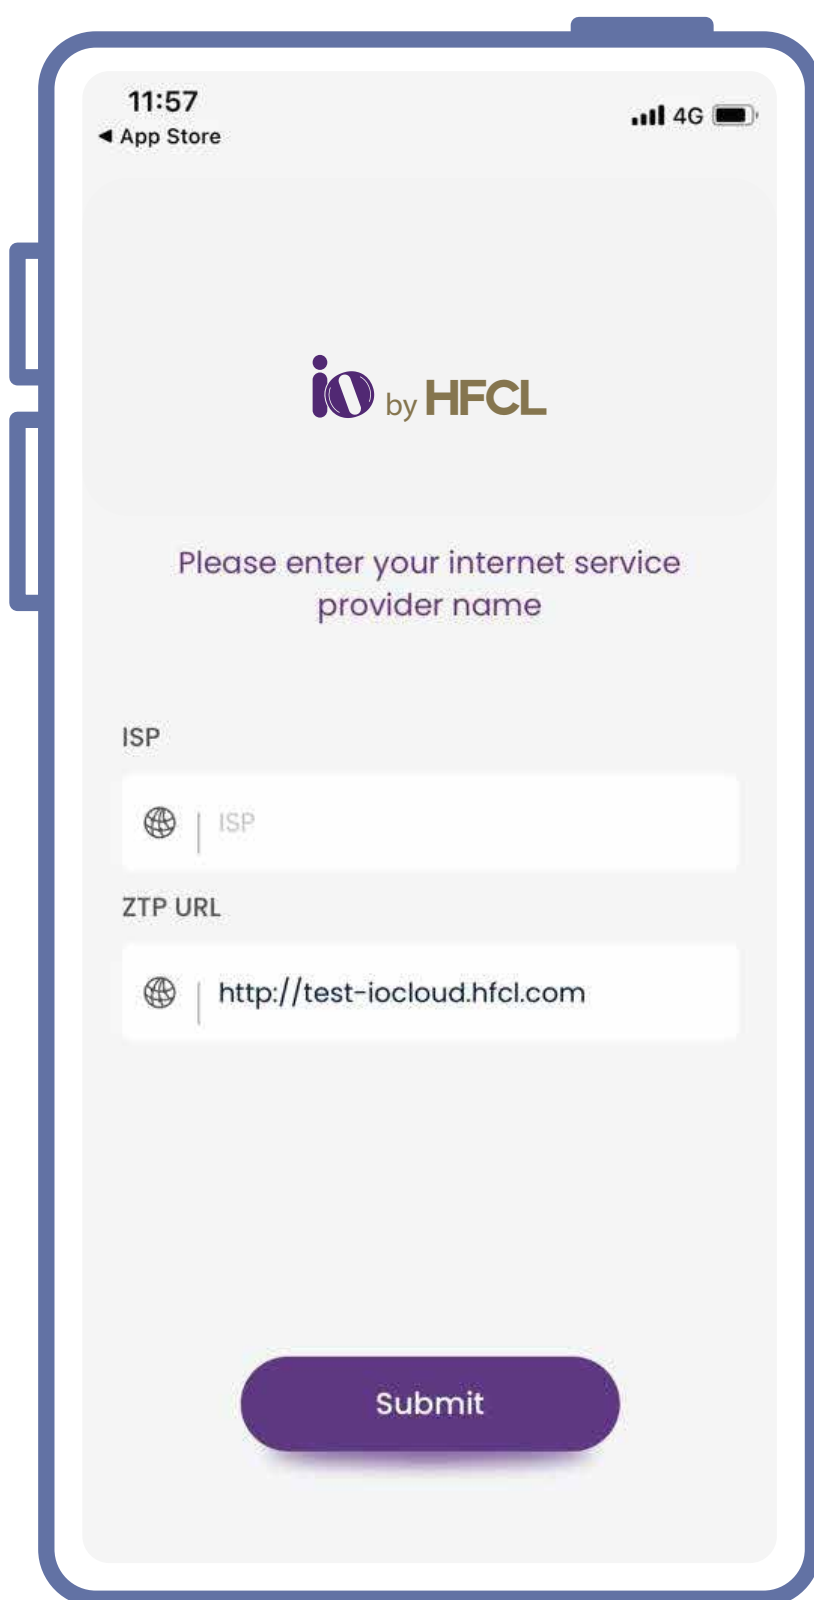 11:57
◀ App Store
4G
io by HFCL
Please enter your internet service
provider name
ISP
ISP
ZTP URL
http://test-iocloud.hfcl.com
Submit